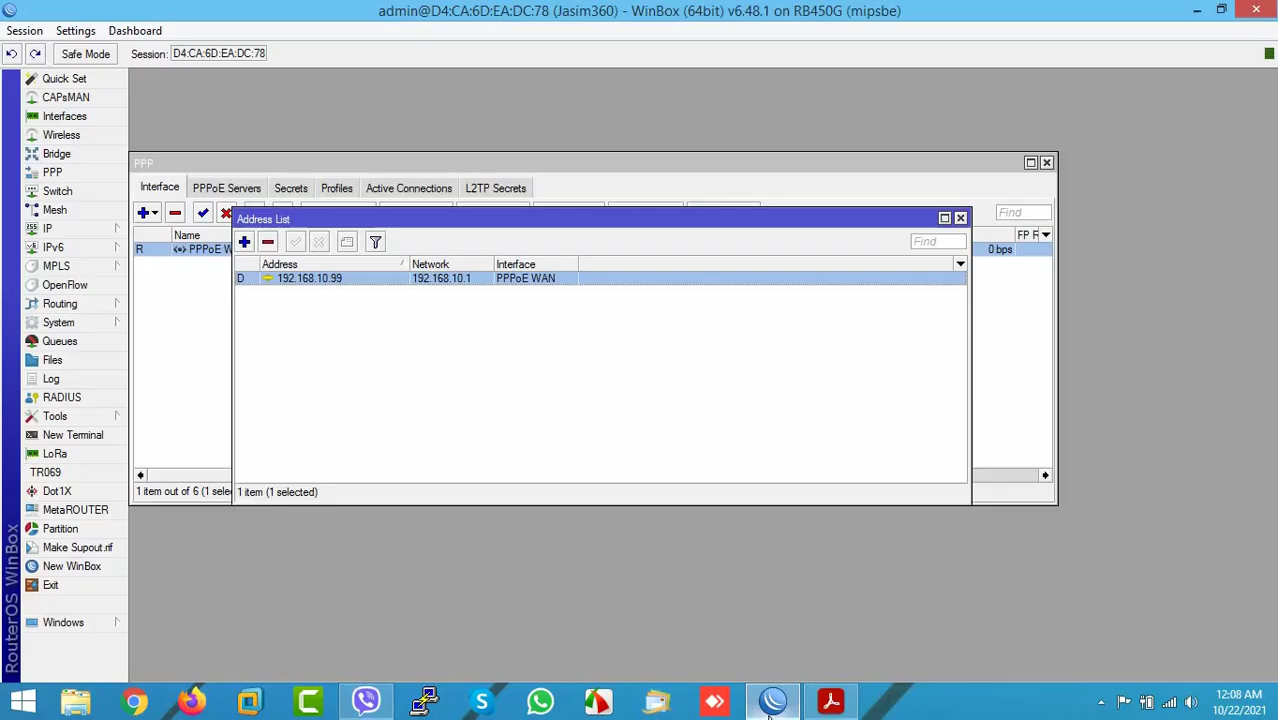 admin@D4:CA:6D:EA:DC:78 (Jasim360) - WinBox (64bit) v6.48.1 on RB450G (mipsbe)
Session Settings Dashboard
Safe Mode Session: D4:CA:6D:EA:DC:78
Quick Set
CAPsMAN
Interfaces
Wireless
Bridge
PPP
Switch
Mesh
IP
IPv6
MPLS
OpenFlow
Routing
System
Queues
Files
Log
RADIUS
Tools
New Terminal
LoRa
TR069
Dot1X
MetaROUTER
Partition
Make Supout.rif
New WinBox
Exit
Windows
RouterOS WinBox
PPP
Interface PPPoE Servers Secrets Profiles Active Connections L2TP Secrets
Find
Name FP R
R PPPoE W 0 bps
1 item out of 6 (1 sele
Address List
Find
Address Network Interface
D 192.168.10.99 192.168.10.1 PPPoE WAN
1 item (1 selected)
12:08 AM
10/22/2021